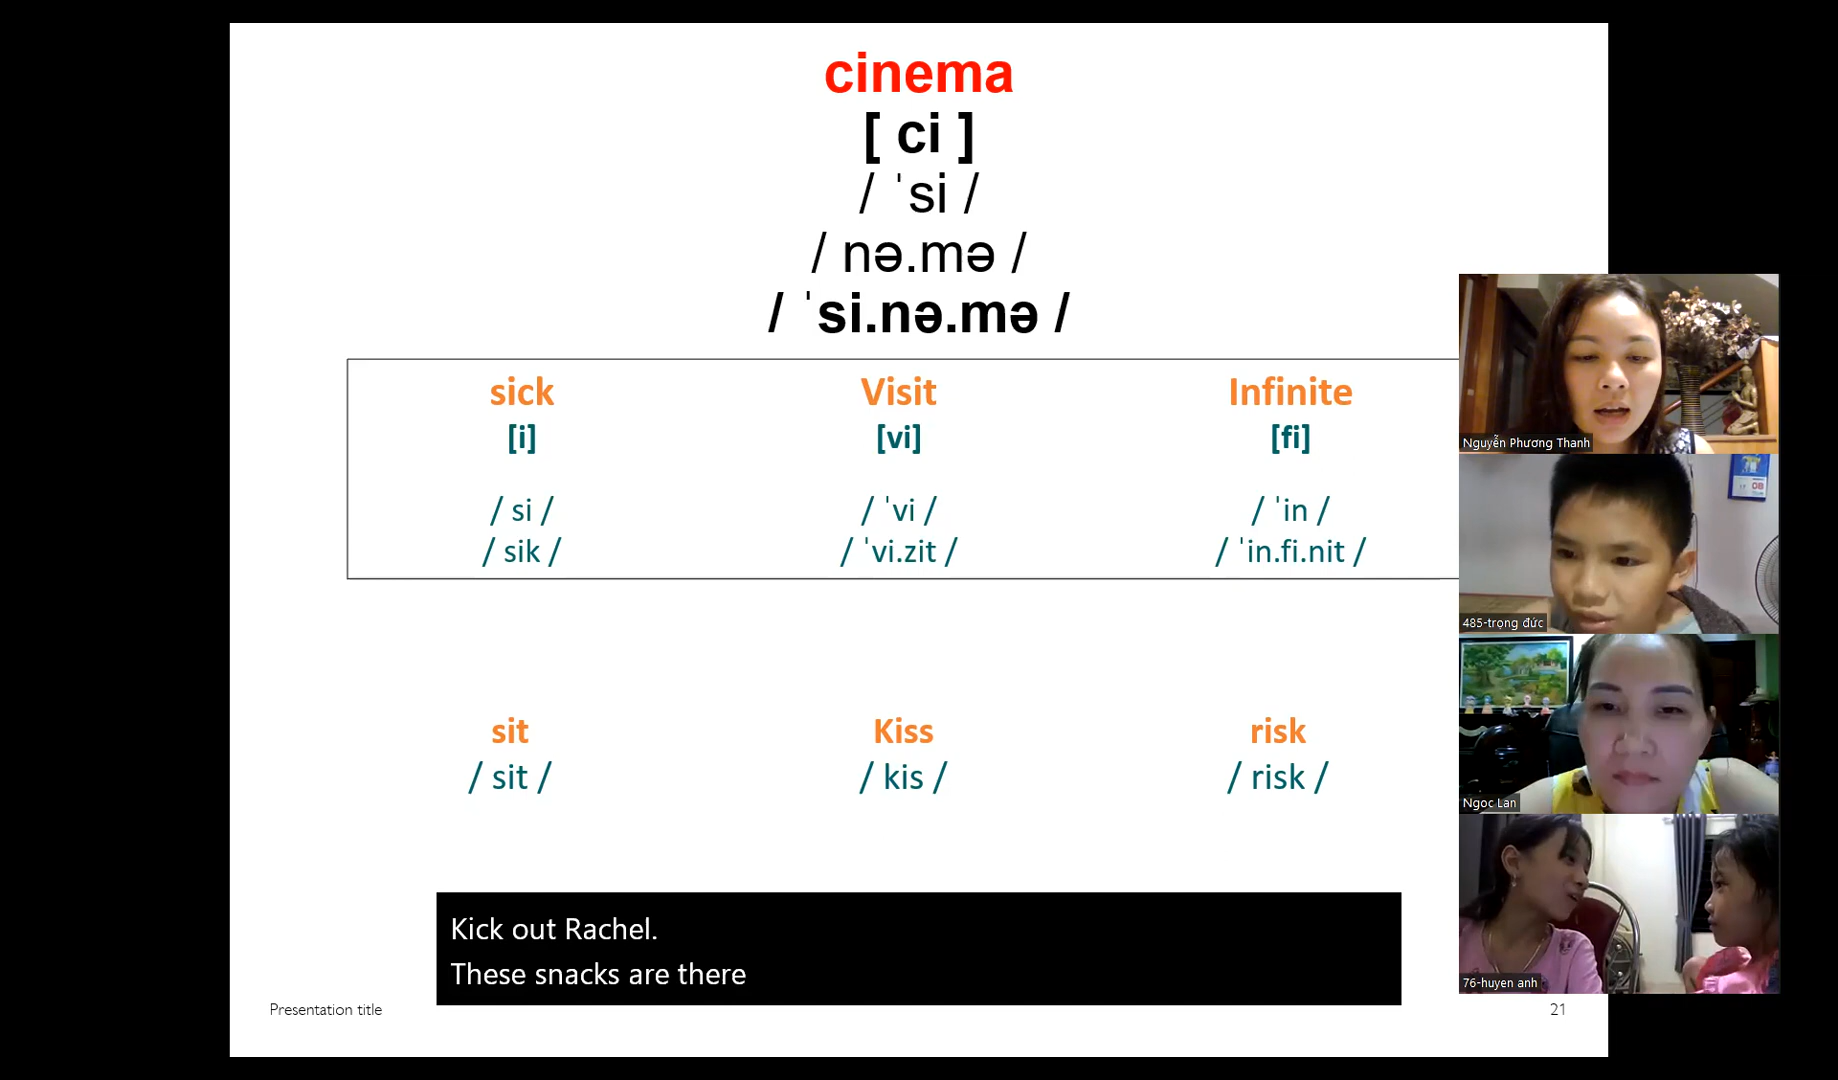 cinema
[ ci ]
/ ˈsi /
/ nə.mə /
/ ˈsi.nə.mə /
sick Visit Infinite
[i] [vi] [fi]
/ si / / ˈvi / / ˈin /
/ sik / / ˈvi.zit / / ˈin.fi.nit /
sit Kiss risk
/ sit / / kis / / risk /
Kick out Rachel.
These snacks are there
Presentation title
21
Nguyễn Phương Thanh
08
485-trọng đức
Ngoc Lan
76-huyen anh